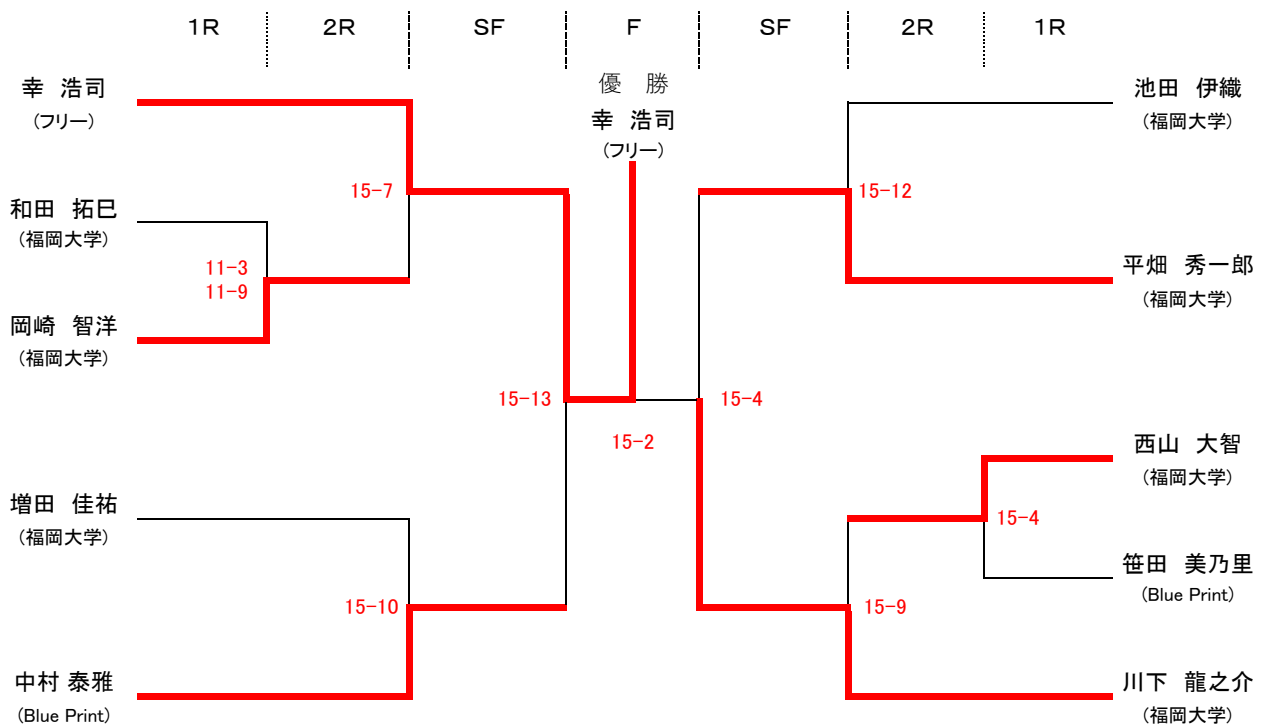 1R 2R SF F SF 2R 1R
優 勝
幸 浩司
(フリー)
幸 浩司
(フリー)
和田 拓巳
(福岡大学)
岡崎 智洋
(福岡大学)
増田 佳祐
(福岡大学)
中村 泰雅
(Blue Print)
15-7
11-3
11-9
15-10
15-13
15-2
15-4
15-12
15-4
15-9
池田 伊織
(福岡大学)
平畑 秀一郎
(福岡大学)
西山 大智
(福岡大学)
笹田 美乃里
(Blue Print)
川下 龍之介
(福岡大学)